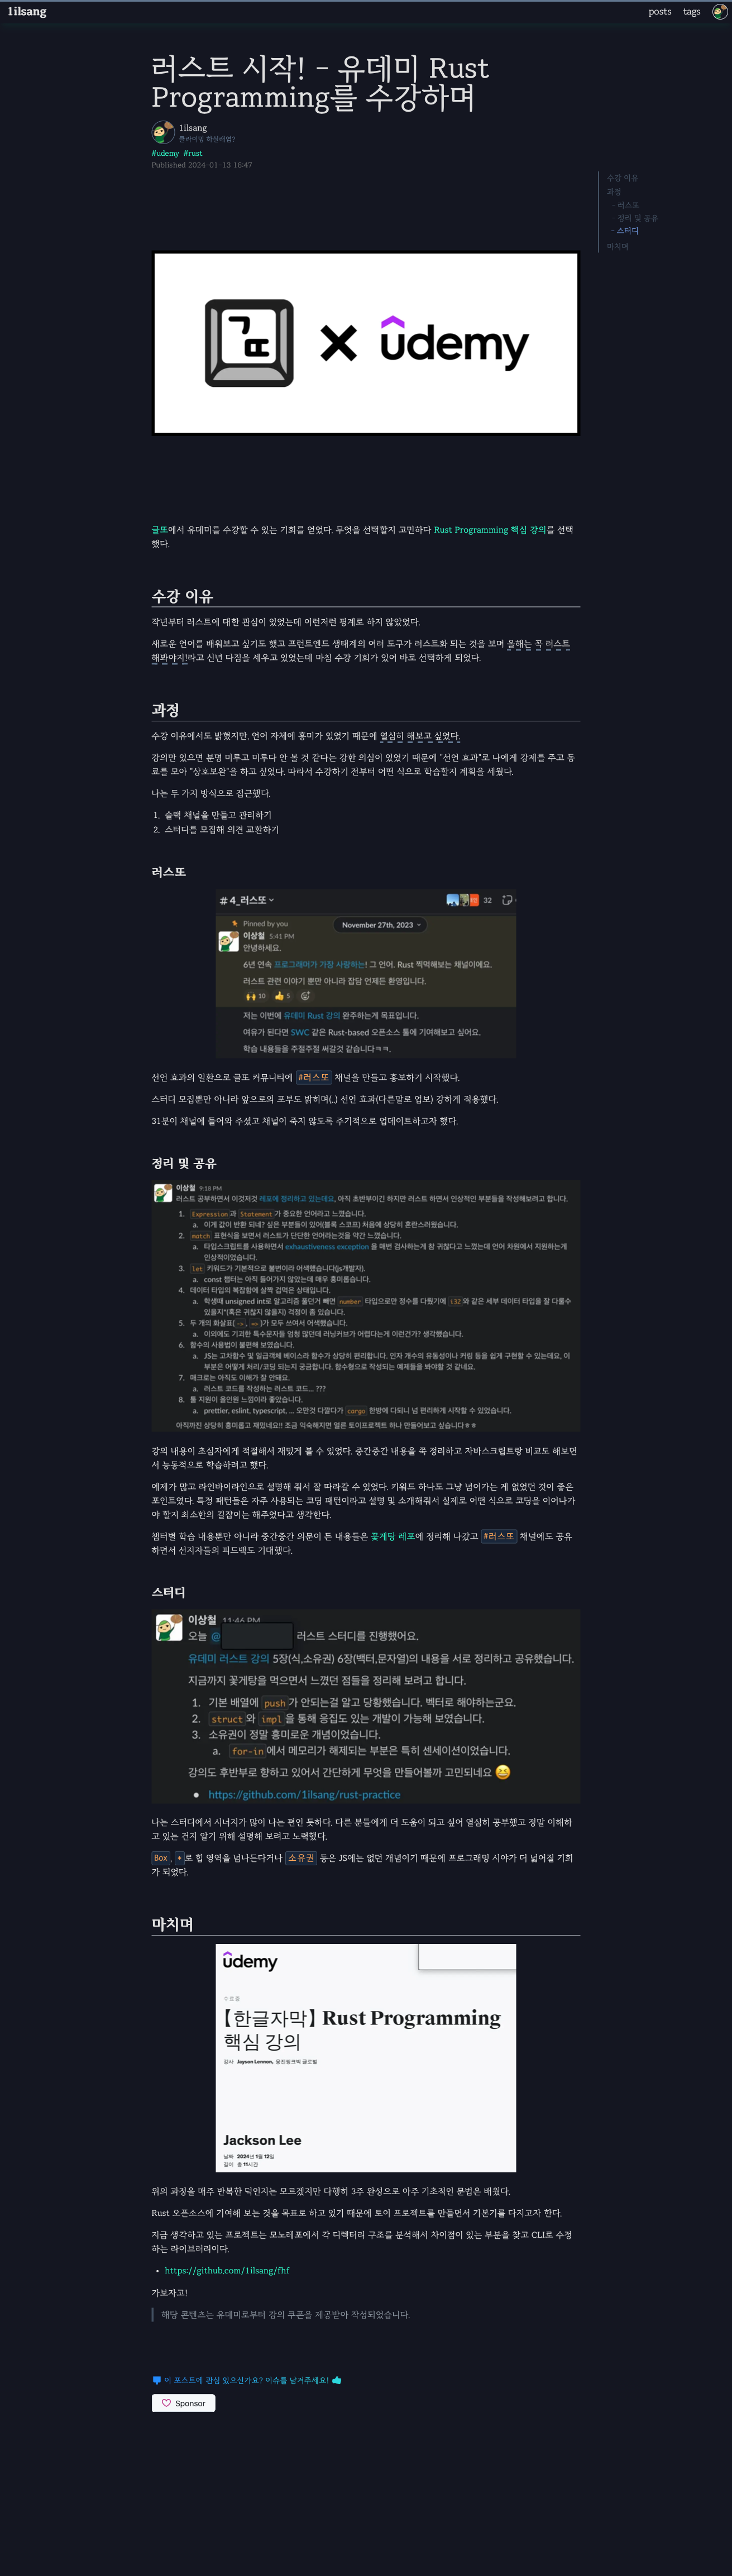 1ilsang
posts
tags
러스트 시작! - 유데미 Rust
Programming를 수강하며
1ilsang
클라이밍 하실래염?
#udemy #rust
Published 2024-01-13 16:47
수강 이유
과정
- 러스또
- 정리 및 공유
- 스터디
마치며
글또 × udemy
글또에서 유데미를 수강할 수 있는 기회를 얻었다. 무엇을 선택할지 고민하다 Rust Programming 핵심 강의를 선택
했다.
수강 이유
작년부터 러스트에 대한 관심이 있었는데 이런저런 핑계로 하지 않았었다.
새로운 언어를 배워보고 싶기도 했고 프런트엔드 생태계의 여러 도구가 러스트화 되는 것을 보며 올해는 꼭 러스트
해봐야지!라고 신년 다짐을 세우고 있었는데 마침 수강 기회가 있어 바로 선택하게 되었다.
과정
수강 이유에서도 밝혔지만, 언어 자체에 흥미가 있었기 때문에 열심히 해보고 싶었다.
강의만 있으면 분명 미루고 미루다 안 볼 것 같다는 강한 의심이 있었기 때문에 "선언 효과"로 나에게 강제를 주고 동
료를 모아 "상호보완"을 하고 싶었다. 따라서 수강하기 전부터 어떤 식으로 학습할지 계획을 세웠다.
나는 두 가지 방식으로 접근했다.
1. 슬랙 채널을 만들고 관리하기
2. 스터디를 모집해 의견 교환하기
러스또
# 4_러스또
32
Pinned by you
November 27th, 2023
이상철 5:41 PM
안녕하세요.
6년 연속 프로그래머가 가장 사랑하는! 그 언어. Rust 찍먹해보는 채널이에요.
러스트 관련 이야기 뿐만 아니라 잡담 언제든 환영입니다.
10 5
저는 이번에 유데미 Rust 강의 완주하는게 목표입니다.
여유가 된다면 SWC 같은 Rust-based 오픈소스 툴에 기여해보고 싶어요.
학습 내용들을 주절주절 써갈것 같습니다ㅋㅋ.
선언 효과의 일환으로 글또 커뮤니티에 #러스또 채널을 만들고 홍보하기 시작했다.
스터디 모집뿐만 아니라 앞으로의 포부도 밝히며(..) 선언 효과(다른말로 업보) 강하게 적용했다.
31분이 채널에 들어와 주셨고 채널이 죽지 않도록 주기적으로 업데이트하고자 했다.
정리 및 공유
이상철 9:18 PM
러스트 공부하면서 이것저것 레포에 정리하고 있는데요, 아직 초반부이긴 하지만 러스트 하면서 인상적인 부분들을 작성해보려고 합니다.
1. Expression과 Statement가 중요한 언어라고 느꼈습니다.
a. 이게 값이 반환 되네? 싶은 부분들이 있어(블록 스코프) 처음에 상당히 혼란스러웠습니다.
2. match 표현식을 보면서 러스트가 단단한 언어라는것을 약간 느꼈습니다.
a. 타입스크립트를 사용하면서 exhaustiveness exception 을 매번 검사하는게 참 귀찮다고 느꼈는데 언어 차원에서 지원하는게
인상적이었습니다.
3. let 키워드가 기본적으로 불변이라 어색했습니다(js개발자).
a. const 챕터는 아직 들어가지 않았는데 매우 흥미롭습니다.
4. 데이터 타입의 복잡함에 살짝 겁먹은 상태입니다.
a. 학생때 unsigned int로 알고리즘 풀던거 빼면 number 타입으로만 정수를 다뤘기에 i32와 같은 세부 데이터 타입을 잘 다룰수
있을지*(혹은 귀찮지 않을지) 걱정이 좀 있습니다.
5. 두 개의 화살표(->, =>)가 모두 쓰여서 어색했습니다.
a. 이외에도 기괴한 특수문자들 엄청 많던데 러닝커브가 어렵다는게 이런건가? 생각했습니다.
6. 함수의 사용법이 불편해 보였습니다.
a. JS는 고차함수 및 일급객체 베이스라 함수가 상당히 편리합니다. 인자 개수의 유동성이나 커링 등을 쉽게 구현할 수 있는데요, 이
부분은 어떻게 처리/코딩 되는지 궁금합니다. 함수형으로 작성되는 예제들을 봐야할 것 같네요.
7. 매크로는 아직도 이해가 잘 안돼요.
a. 러스트 코드를 작성하는 러스트 코드... ???
8. 툴 지원이 올인원 느낌이라 좋았습니다.
a. prettier, eslint, typescript, ... 오만것 다깔다가 cargo 한방에 다되니 넘 편리하게 시작할 수 있었습니다.
아직까진 상당히 흥미롭고 재밌네요!! 조금 익숙해지면 얼른 토이프로젝트 하나 만들어보고 싶습니다ㅎㅎ
강의 내용이 초심자에게 적절해서 재밌게 볼 수 있었다. 중간중간 내용을 쭉 정리하고 자바스크립트랑 비교도 해보면
서 능동적으로 학습하려고 했다.
예제가 많고 라인바이라인으로 설명해 줘서 잘 따라갈 수 있었다. 키워드 하나도 그냥 넘어가는 게 없었던 것이 좋은
포인트였다. 특정 패턴들은 자주 사용되는 코딩 패턴이라고 설명 및 소개해줘서 실제로 어떤 식으로 코딩을 이어나가
야 할지 최소한의 길잡이는 해주었다고 생각한다.
챕터별 학습 내용뿐만 아니라 중간중간 의문이 든 내용들은 꽃게탕 레포에 정리해 나갔고 #러스또 채널에도 공유
하면서 선지자들의 피드백도 기대했다.
스터디
이상철 11:46 PM
오늘 @ 러스트 스터디를 진행했어요.
유데미 러스트 강의 5장(식,소유권) 6장(벡터,문자열)의 내용을 서로 정리하고 공유했습니다.
지금까지 꽃게탕을 먹으면서 느꼈던 점들을 정리해 보려고 합니다.
1. 기본 배열에 push가 안되는걸 알고 당황했습니다. 벡터로 해야하는군요.
2. struct와 impl을 통해 응집도 있는 개발이 가능해 보였습니다.
3. 소유권이 정말 흥미로운 개념이었습니다.
a. for-in에서 메모리가 해제되는 부분은 특히 센세이션이었습니다.
강의도 후반부로 향하고 있어서 간단하게 무엇을 만들어볼까 고민되네요 😆
• https://github.com/1ilsang/rust-practice
나는 스터디에서 시너지가 많이 나는 편인 듯하다. 다른 분들에게 더 도움이 되고 싶어 열심히 공부했고 정말 이해하
고 있는 건지 알기 위해 설명해 보려고 노력했다.
Box, *로 힙 영역을 넘나든다거나 소유권 등은 JS에는 없던 개념이기 때문에 프로그래밍 시야가 더 넓어질 기회
가 되었다.
마치며
udemy
수료증
【한글자막】 Rust Programming
핵심 강의
강사 Jayson Lennon, 웅진씽크빅 글로벌
Jackson Lee
날짜 2024년 1월 12일
길이 총 11시간
위의 과정을 매주 반복한 덕인지는 모르겠지만 다행히 3주 완성으로 아주 기초적인 문법은 배웠다.
Rust 오픈소스에 기여해 보는 것을 목표로 하고 있기 때문에 토이 프로젝트를 만들면서 기본기를 다지고자 한다.
지금 생각하고 있는 프로젝트는 모노레포에서 각 디렉터리 구조를 분석해서 차이점이 있는 부분을 찾고 CLI로 수정
하는 라이브러리이다.
• https://github.com/1ilsang/fhf
가보자고!
해당 콘텐츠는 유데미로부터 강의 쿠폰을 제공받아 작성되었습니다.
이 포스트에 관심 있으신가요? 이슈를 남겨주세요!
Sponsor